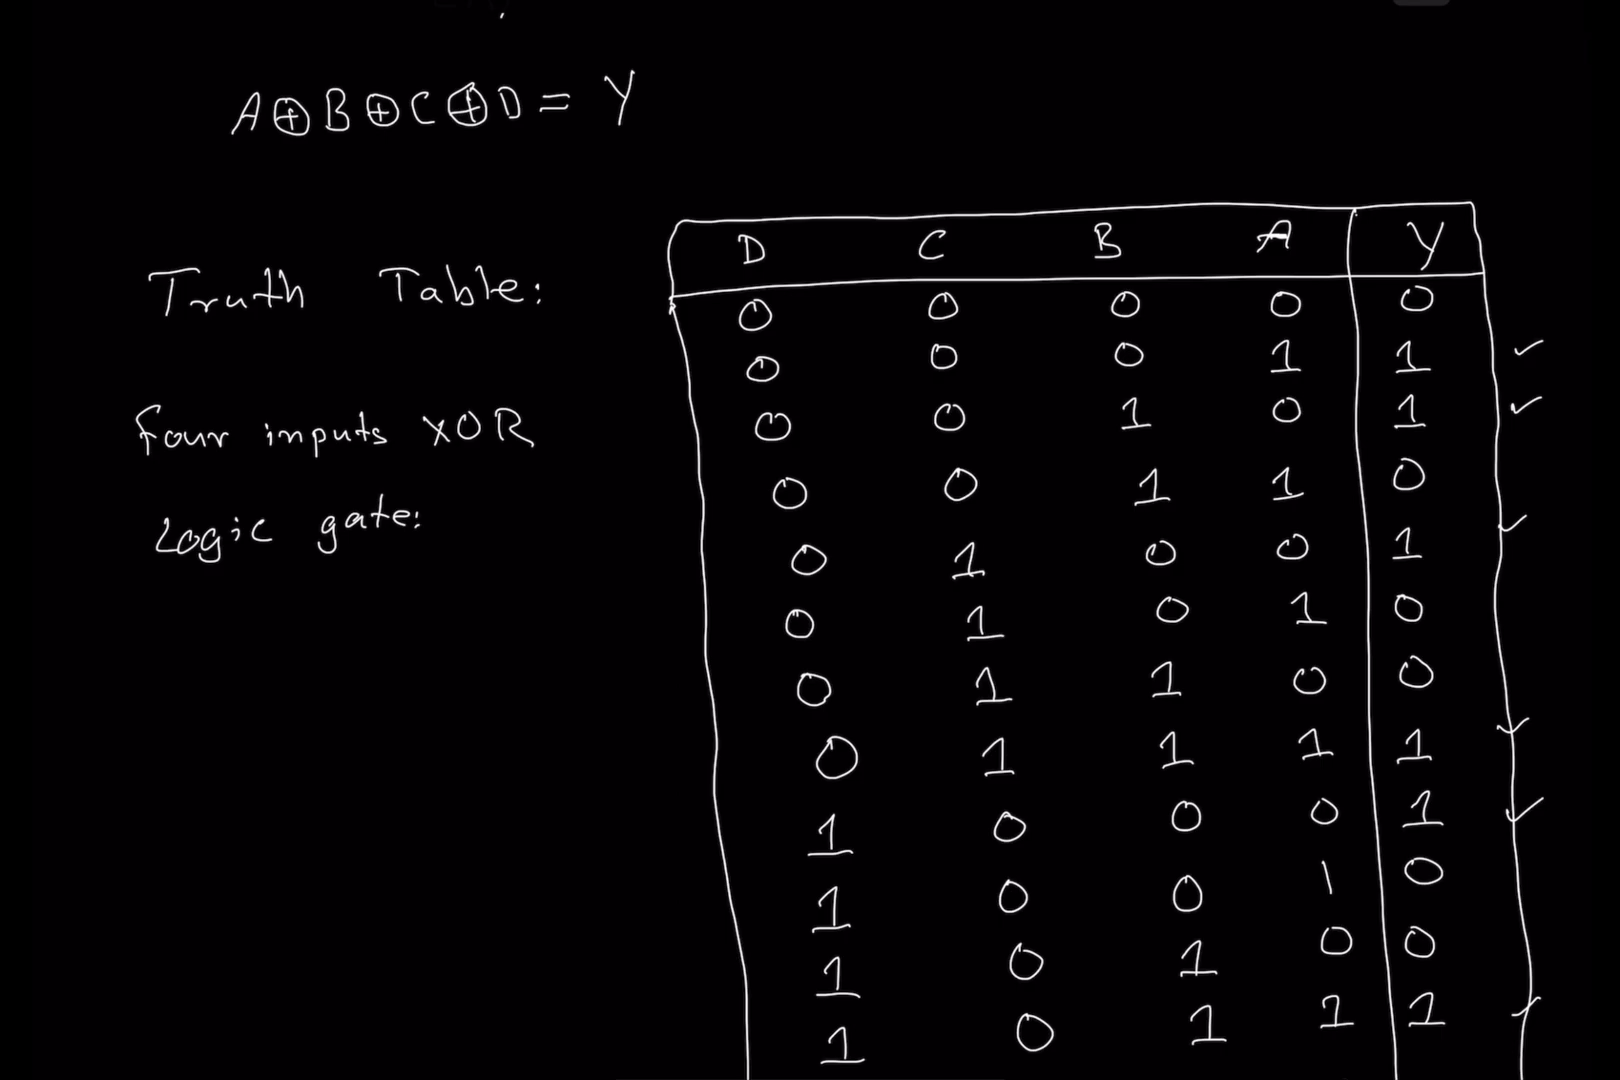 A⊕B⊕C⊕D = Y
Truth Table:
four inputs XOR
Logic gate:
D C B A Y
0 0 0 0 0
0 0 0 1 1 ✓
0 0 1 0 1 ✓
0 0 1 1 0
0 1 0 0 1 ✓
0 1 0 1 0
0 1 1 0 0
0 1 1 1 1 ✓
1 0 0 0 1 ✓
1 0 0 1 0
1 0 1 0 0
1 0 1 1 1 ✓